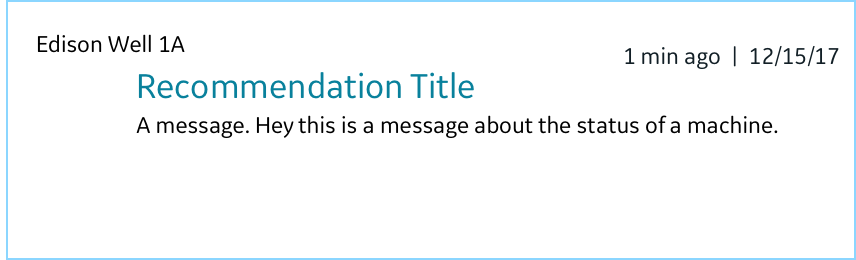 Edison Well 1A
1 min ago | 12/15/17
Recommendation Title
A message. Hey this is a message about the status of a machine.